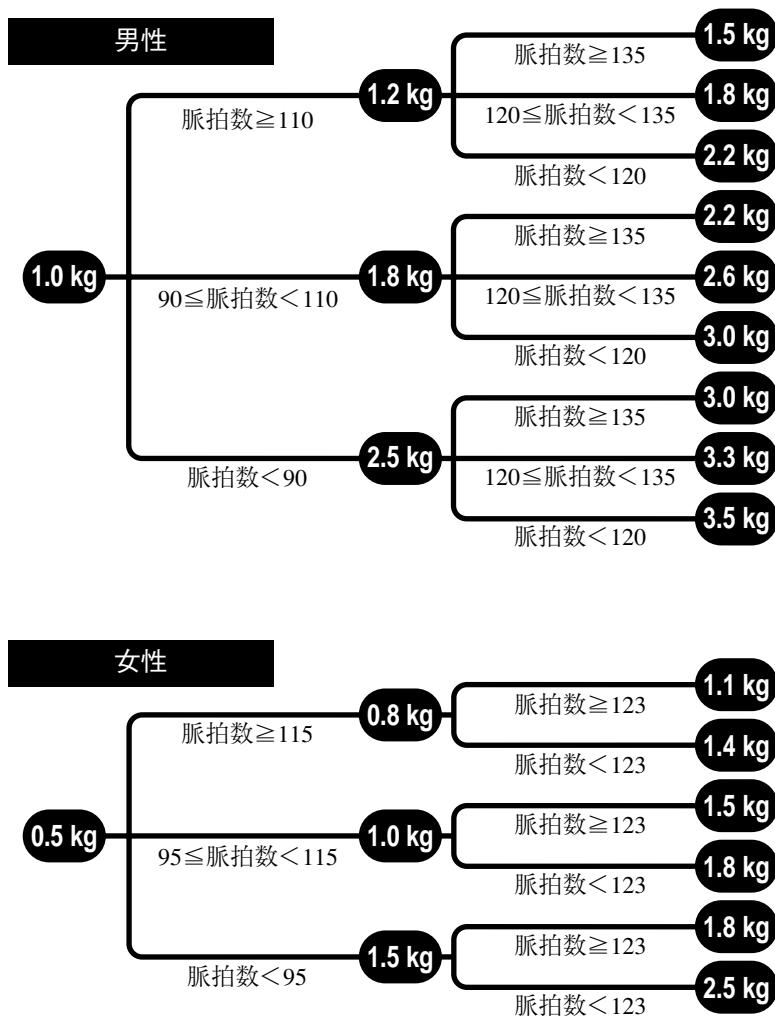 男性
1.5 kg
脈拍数≧135
1.2 kg
1.8 kg
脈拍数≧110
120≦脈拍数<135
2.2 kg
脈拍数<120
2.2 kg
脈拍数≧135
1.0 kg
1.8 kg
2.6 kg
90≦脈拍数<110
120≦脈拍数<135
3.0 kg
脈拍数<120
3.0 kg
脈拍数≧135
2.5 kg
3.3 kg
脈拍数<90
120≦脈拍数<135
3.5 kg
脈拍数<120
女性
1.1 kg
脈拍数≧123
0.8 kg
脈拍数≧115
1.4 kg
脈拍数<123
1.5 kg
脈拍数≧123
0.5 kg
1.0 kg
95≦脈拍数<115
1.8 kg
脈拍数<123
1.8 kg
脈拍数≧123
1.5 kg
脈拍数<95
2.5 kg
脈拍数<123